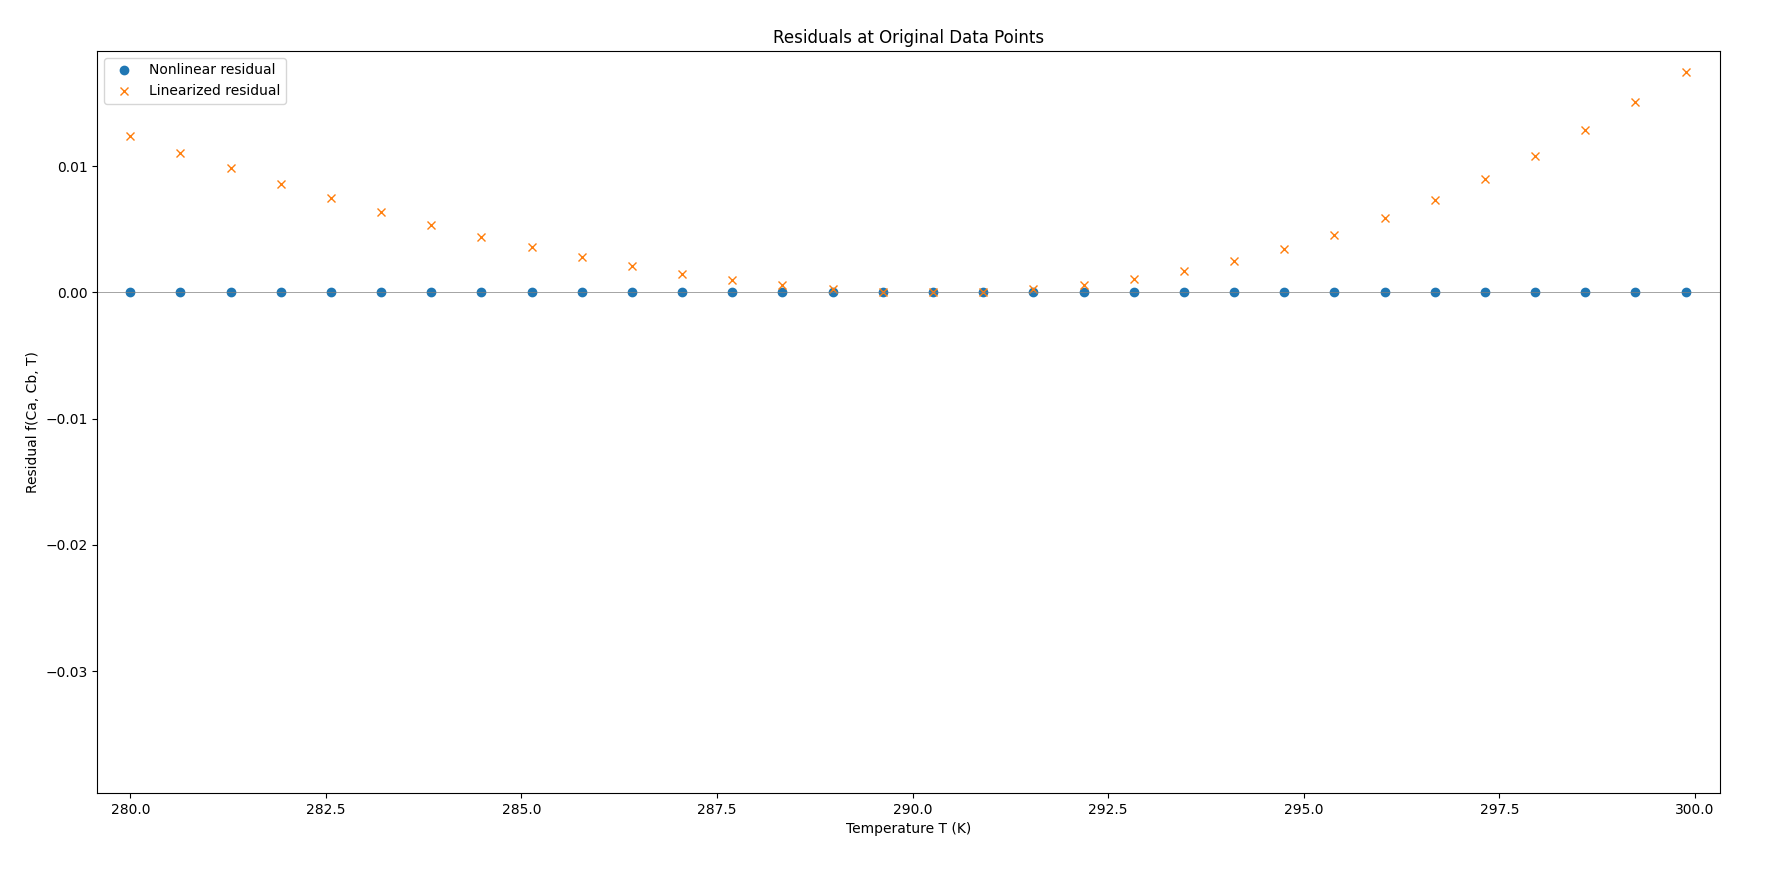 Residuals at Original Data Points
Nonlinear residual
Linearized residual
0.01
0.00
−0.01
−0.02
−0.03
Residual f(Ca, Cb, T)
280.0 282.5 285.0 287.5 290.0 292.5 295.0 297.5 300.0
Temperature T (K)